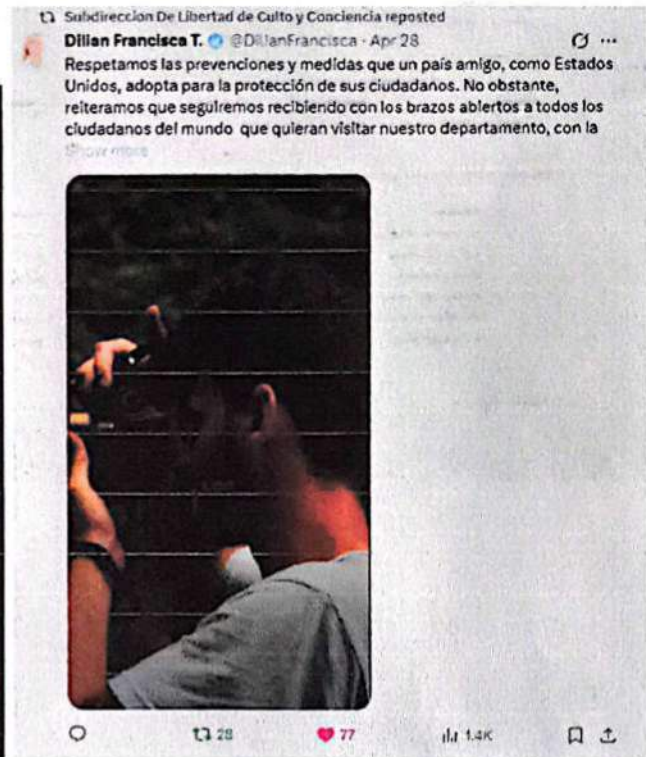 Subdireccion De Libertad de Culto y Conciencia reposted
Dilian Francisca T. @DilianFrancisca · Apr 28
Respetamos las prevenciones y medidas que un país amigo, como Estados
Unidos, adopta para la protección de sus ciudadanos. No obstante,
reiteramos que seguiremos recibiendo con los brazos abiertos a todos los
ciudadanos del mundo que quieran visitar nuestro departamento, con la
Show more
28 77 1.4K